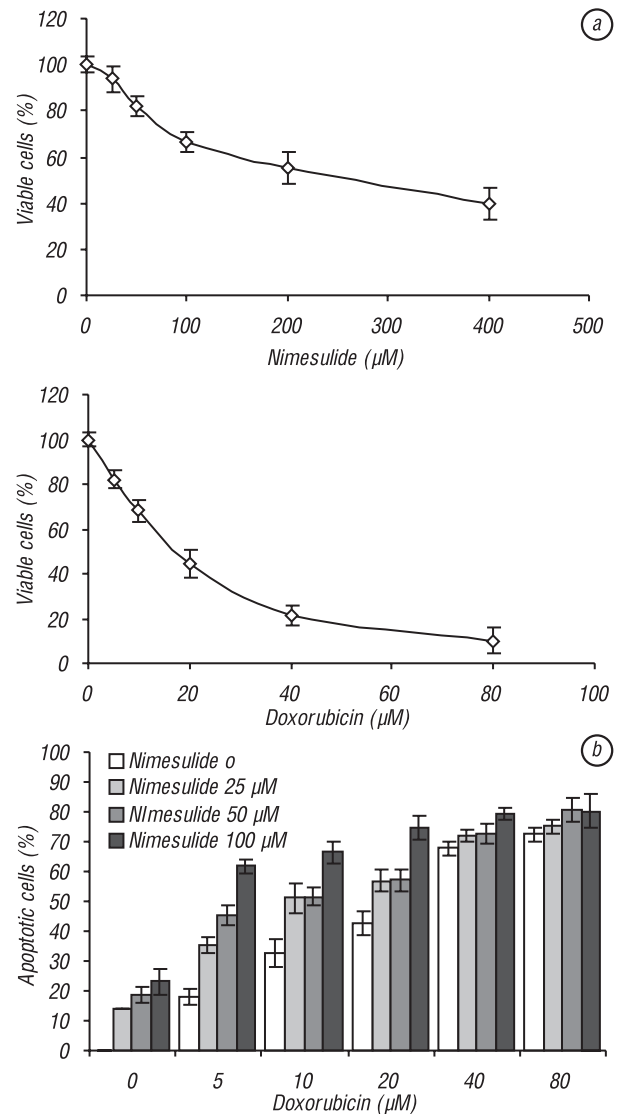 a
120
100
80
60
40
20
0
Viable cells (%)
0 100 200 300 400 500
Nimesulide (µM)
120
100
80
60
40
20
0
Viable cells (%)
0 20 40 60 80 100
Doxorubicin (µM)
b
100
90
80
70
60
50
40
30
20
10
0
Apoptotic cells (%)
Nimesulide o
Nimesulide 25 µM
NImesulide 50 µM
Nimesulide 100 µM
0 5 10 20 40 80
Doxorubicin (µM)